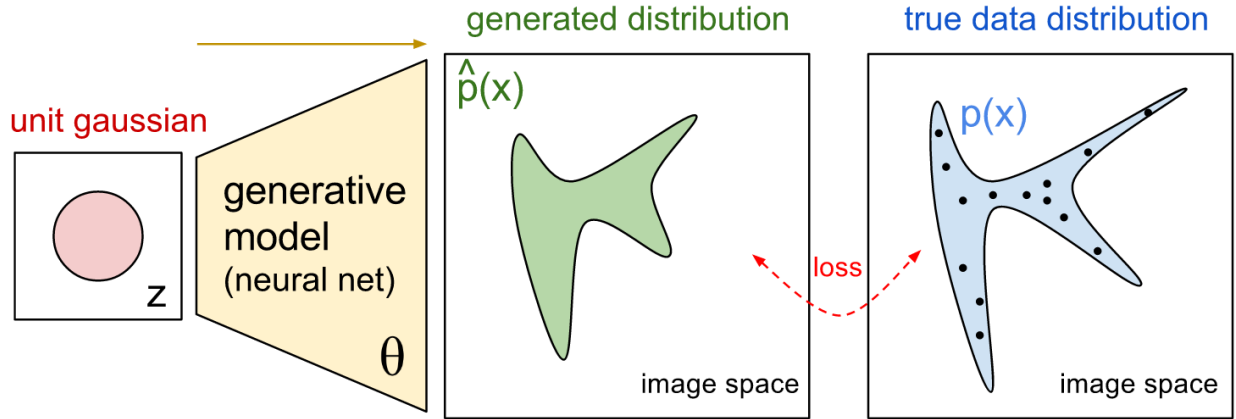 generated distribution
true data distribution
unit gaussian
z
generative
model
(neural net)
θ
p̂(x)
image space
loss
p(x)
image space